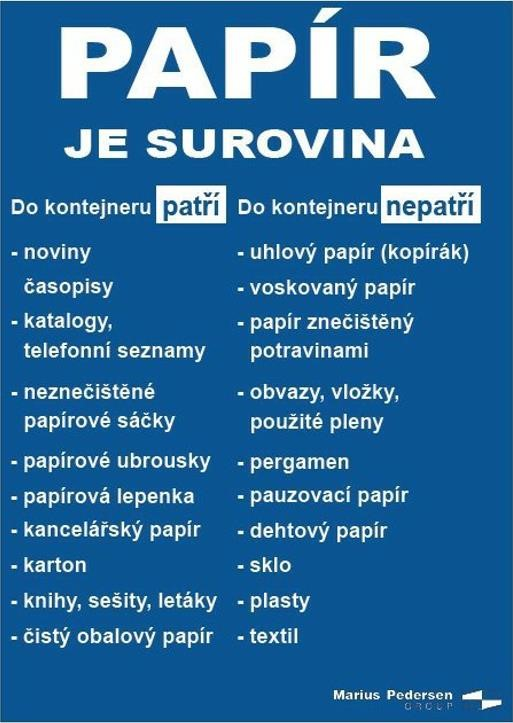 PAPÍR
JE SUROVINA
Do kontejneru patří
- noviny
časopisy
- katalogy,
telefonní seznamy
- neznečištěné
papírové sáčky
- papírové ubrousky
- papírová lepenka
- kancelářský papír
- karton
- knihy, sešity, letáky
- čistý obalový papír
Do kontejneru nepatří
- uhlový papír (kopírák)
- voskovaný papír
- papír znečištěný
potravinami
- obvazy, vložky,
použité pleny
- pergamen
- pauzovací papír
- dehtový papír
- sklo
- plasty
- textil
Marius Pedersen
GROUP